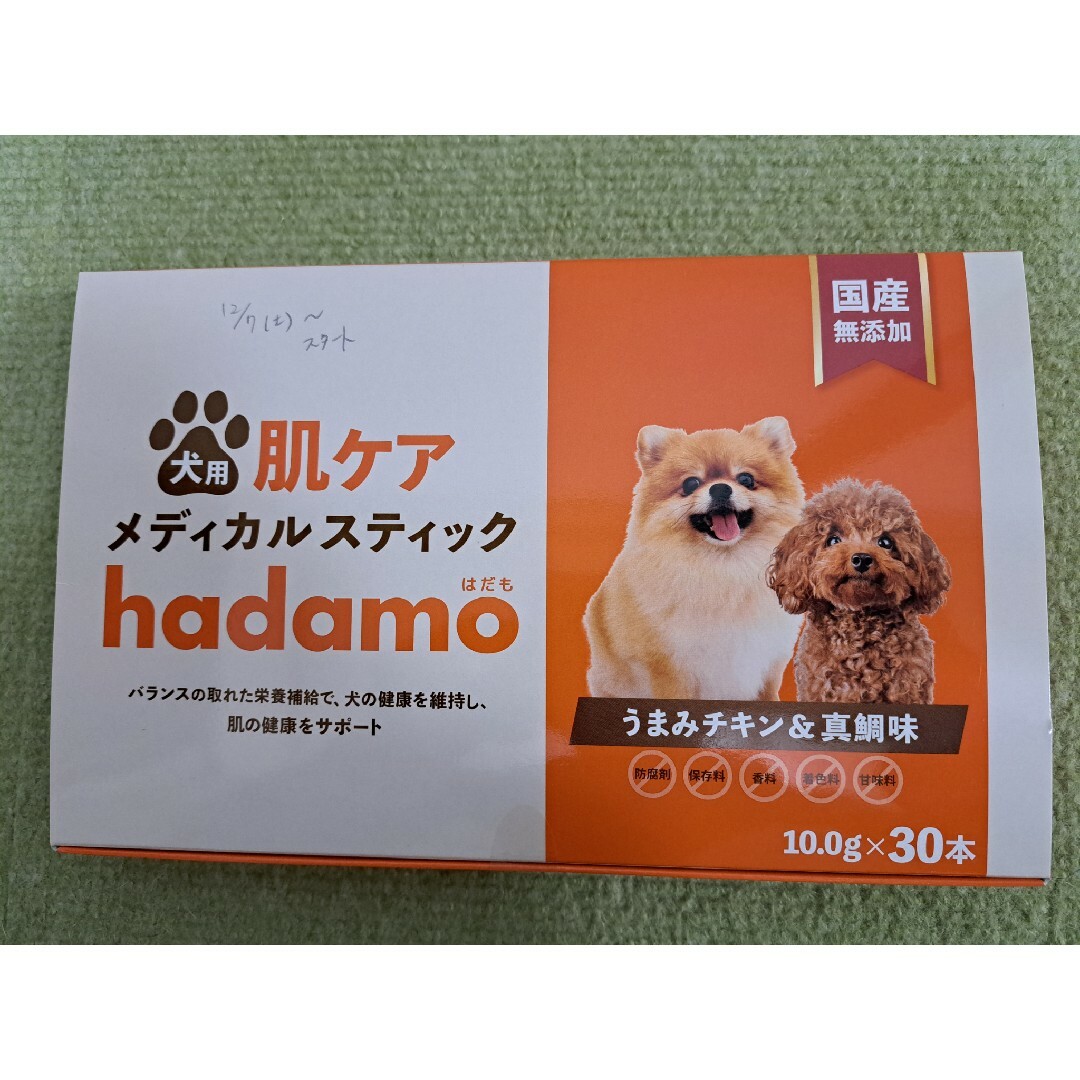 12/7(土)〜
スタート
犬用
肌ケア
メディカルスティック
はだも
hadamo
バランスの取れた栄養補給で、犬の健康を維持し、
肌の健康をサポート
国産
無添加
うまみチキン&真鯛味
防腐剤 保存料 香料 着色料 甘味料
10.0g×30本